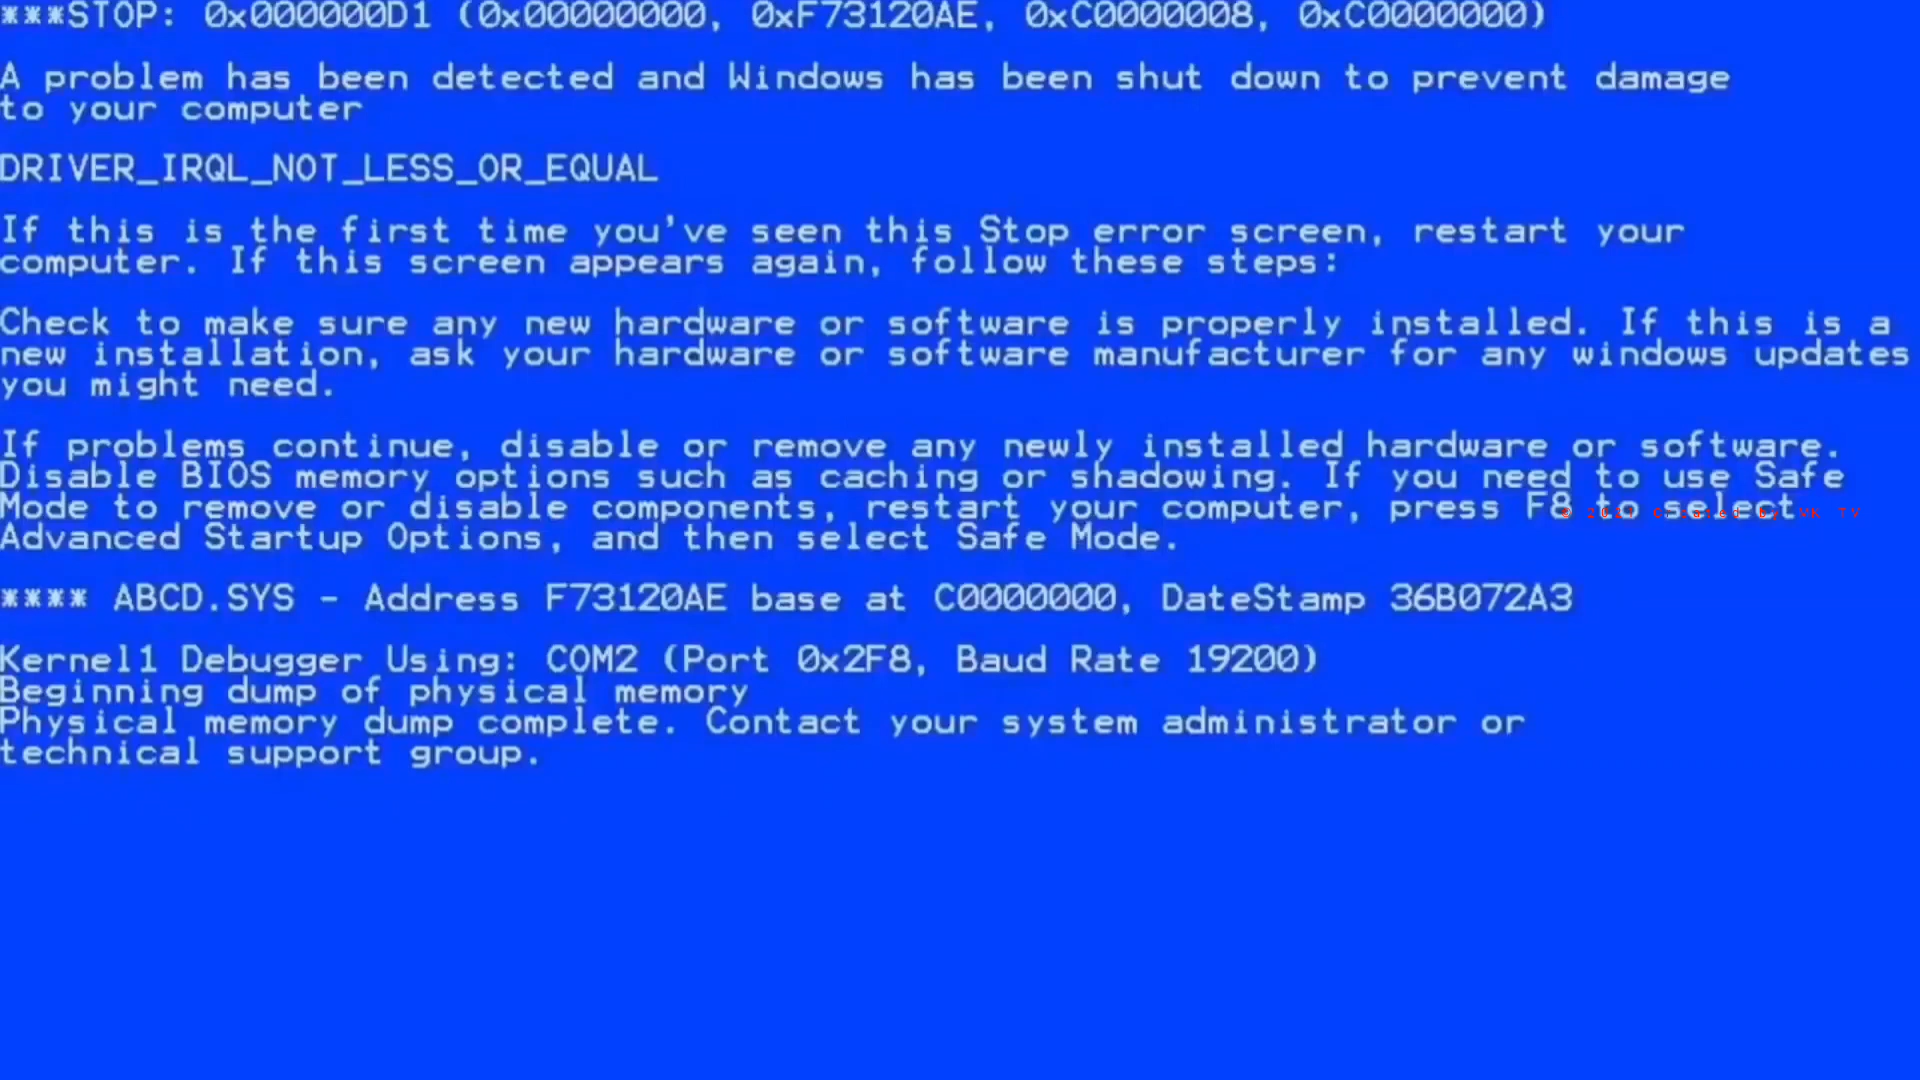 ***STOP: 0x000000D1 (0x00000000, 0xF73120AE, 0xC0000008, 0xC0000000)
A problem has been detected and Windows has been shut down to prevent damage
to your computer
DRIVER_IRQL_NOT_LESS_OR_EQUAL
If this is the first time you've seen this Stop error screen, restart your
computer. If this screen appears again, follow these steps:
Check to make sure any new hardware or software is properly installed. If this is a
new installation, ask your hardware or software manufacturer for any windows updates
you might need.
If problems continue, disable or remove any newly installed hardware or software.
Disable BIOS memory options such as caching or shadowing. If you need to use Safe
Mode to remove or disable components, restart your computer, press F8 to select
© 2021 Created by VK TV
Advanced Startup Options, and then select Safe Mode.
**** ABCD.SYS - Address F73120AE base at C0000000, DateStamp 36B072A3
Kernel1 Debugger Using: COM2 (Port 0x2F8, Baud Rate 19200)
Beginning dump of physical memory
Physical memory dump complete. Contact your system administrator or
technical support group.